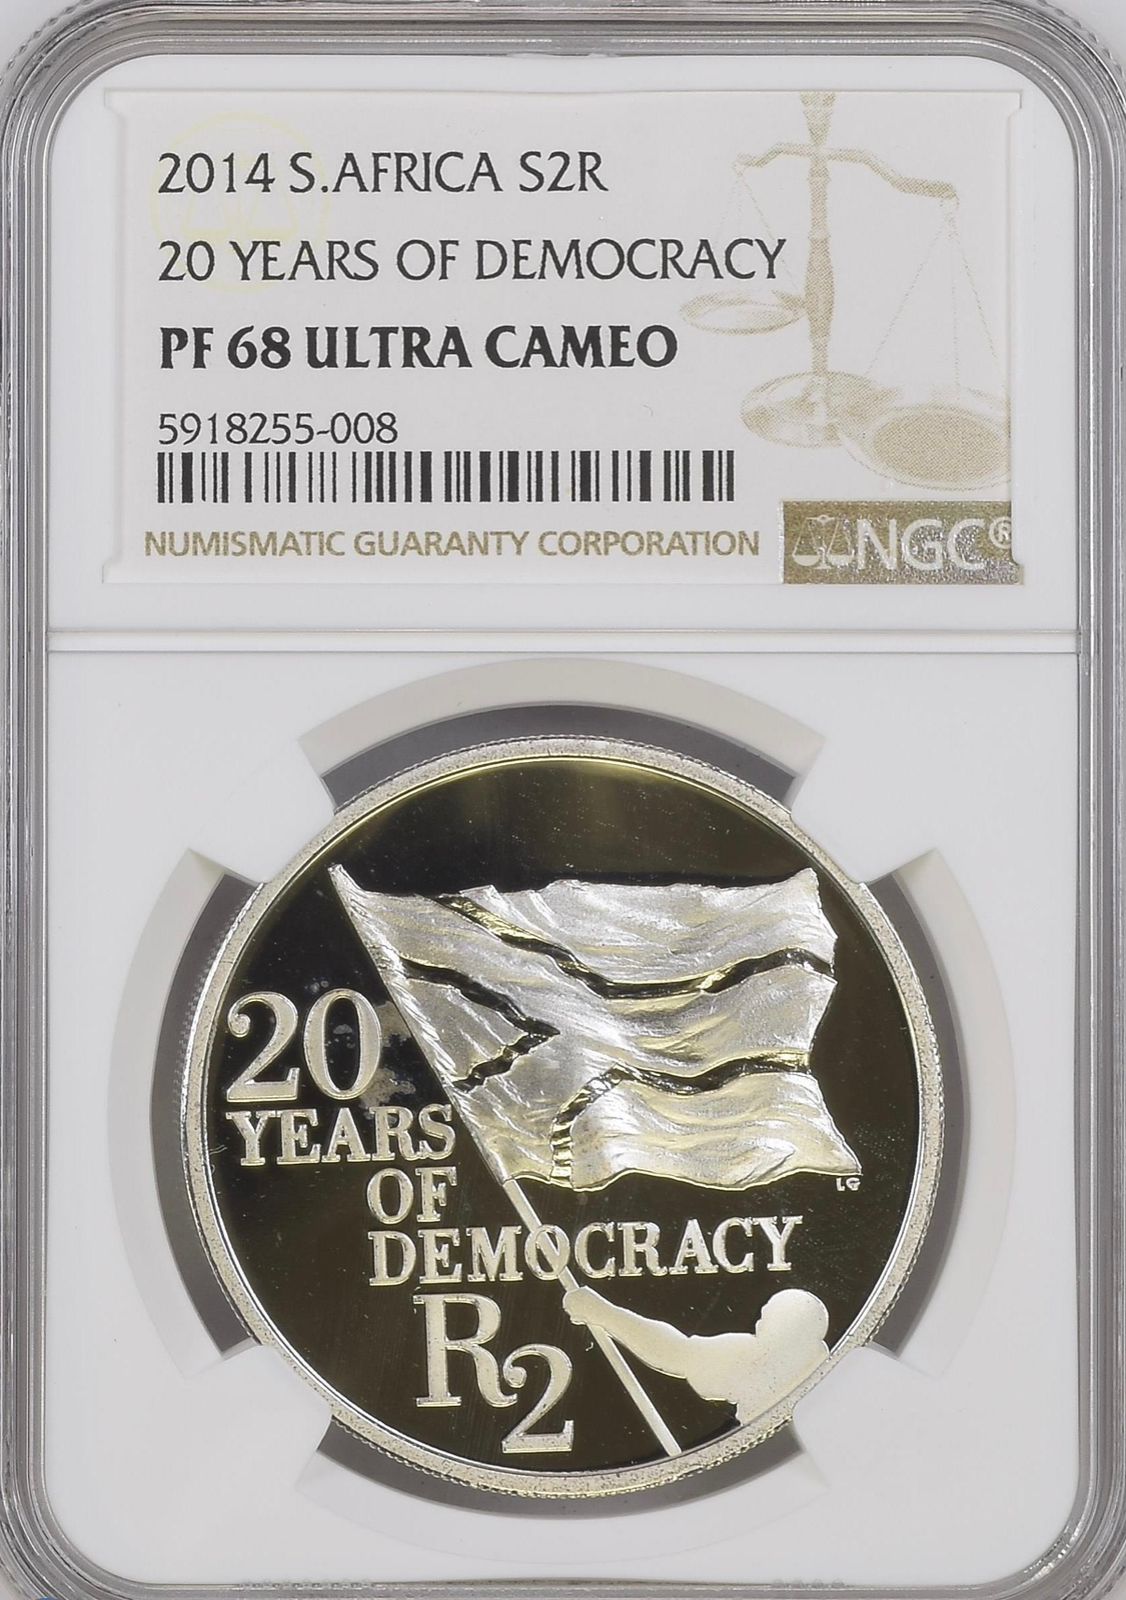 2014 S.AFRICA S2R
20 YEARS OF DEMOCRACY
PF 68 ULTRA CAMEO
5918255-008
NUMISMATIC GUARANTY CORPORATION
NGC®
20
YEARS
OF
DEMOCRACY
R2
LG